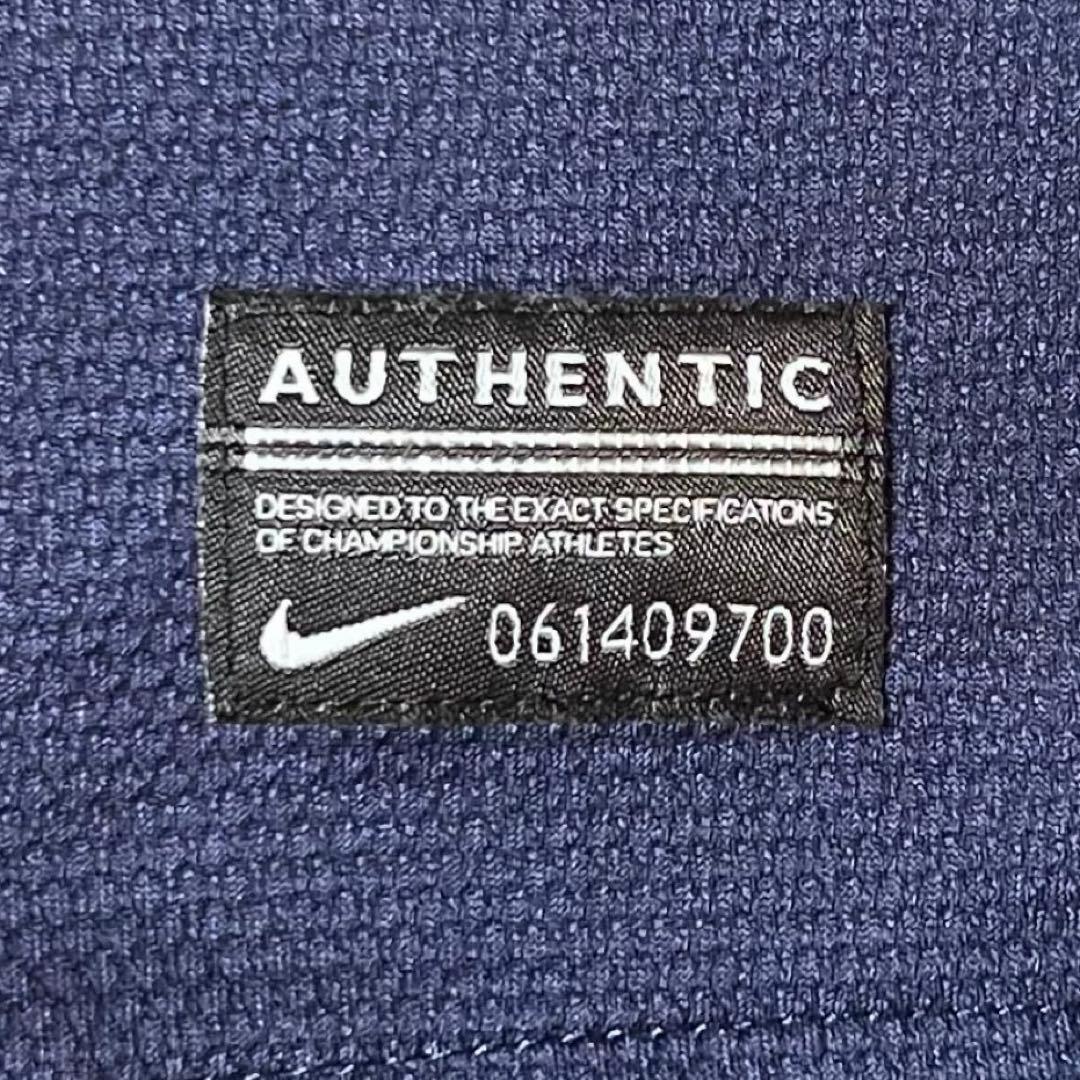 AUTHENTIC
DESIGNED TO THE EXACT SPECIFICATIONS
OF CHAMPIONSHIP ATHLETES
061409700